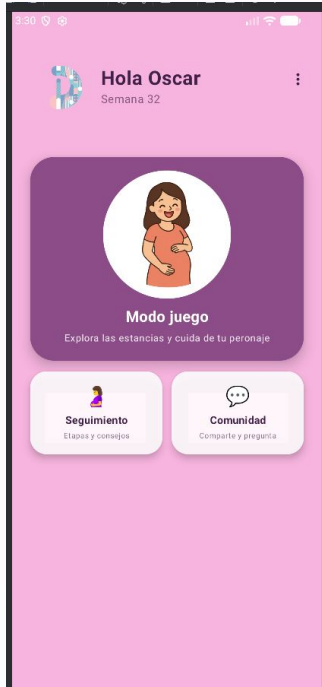 3:30
Hola Oscar
Semana 32
Modo juego
Explora las estancias y cuida de tu peronaje
Seguimiento
Etapas y consejos
Comunidad
Comparte y pregunta